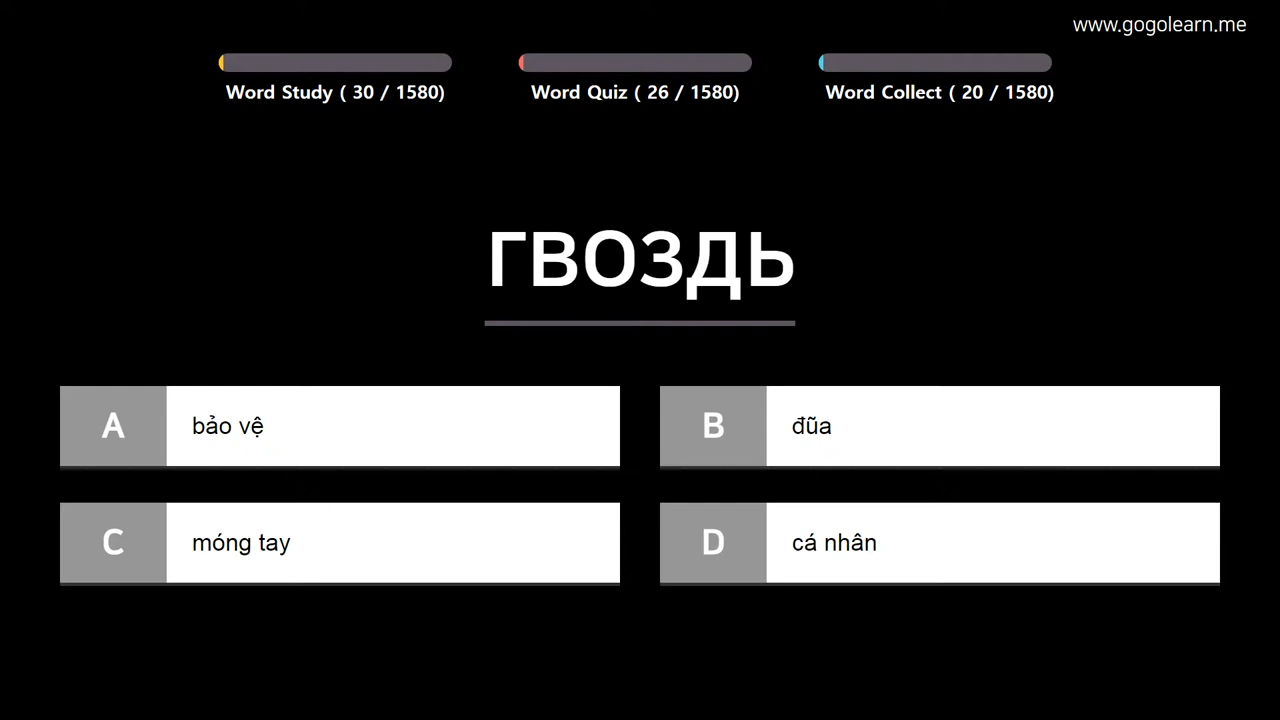 www.gogolearn.me
Word Study ( 30 / 1580)
Word Quiz ( 26 / 1580)
Word Collect ( 20 / 1580)
ГВОЗДЬ
A bảo vệ
B đũa
C móng tay
D cá nhân